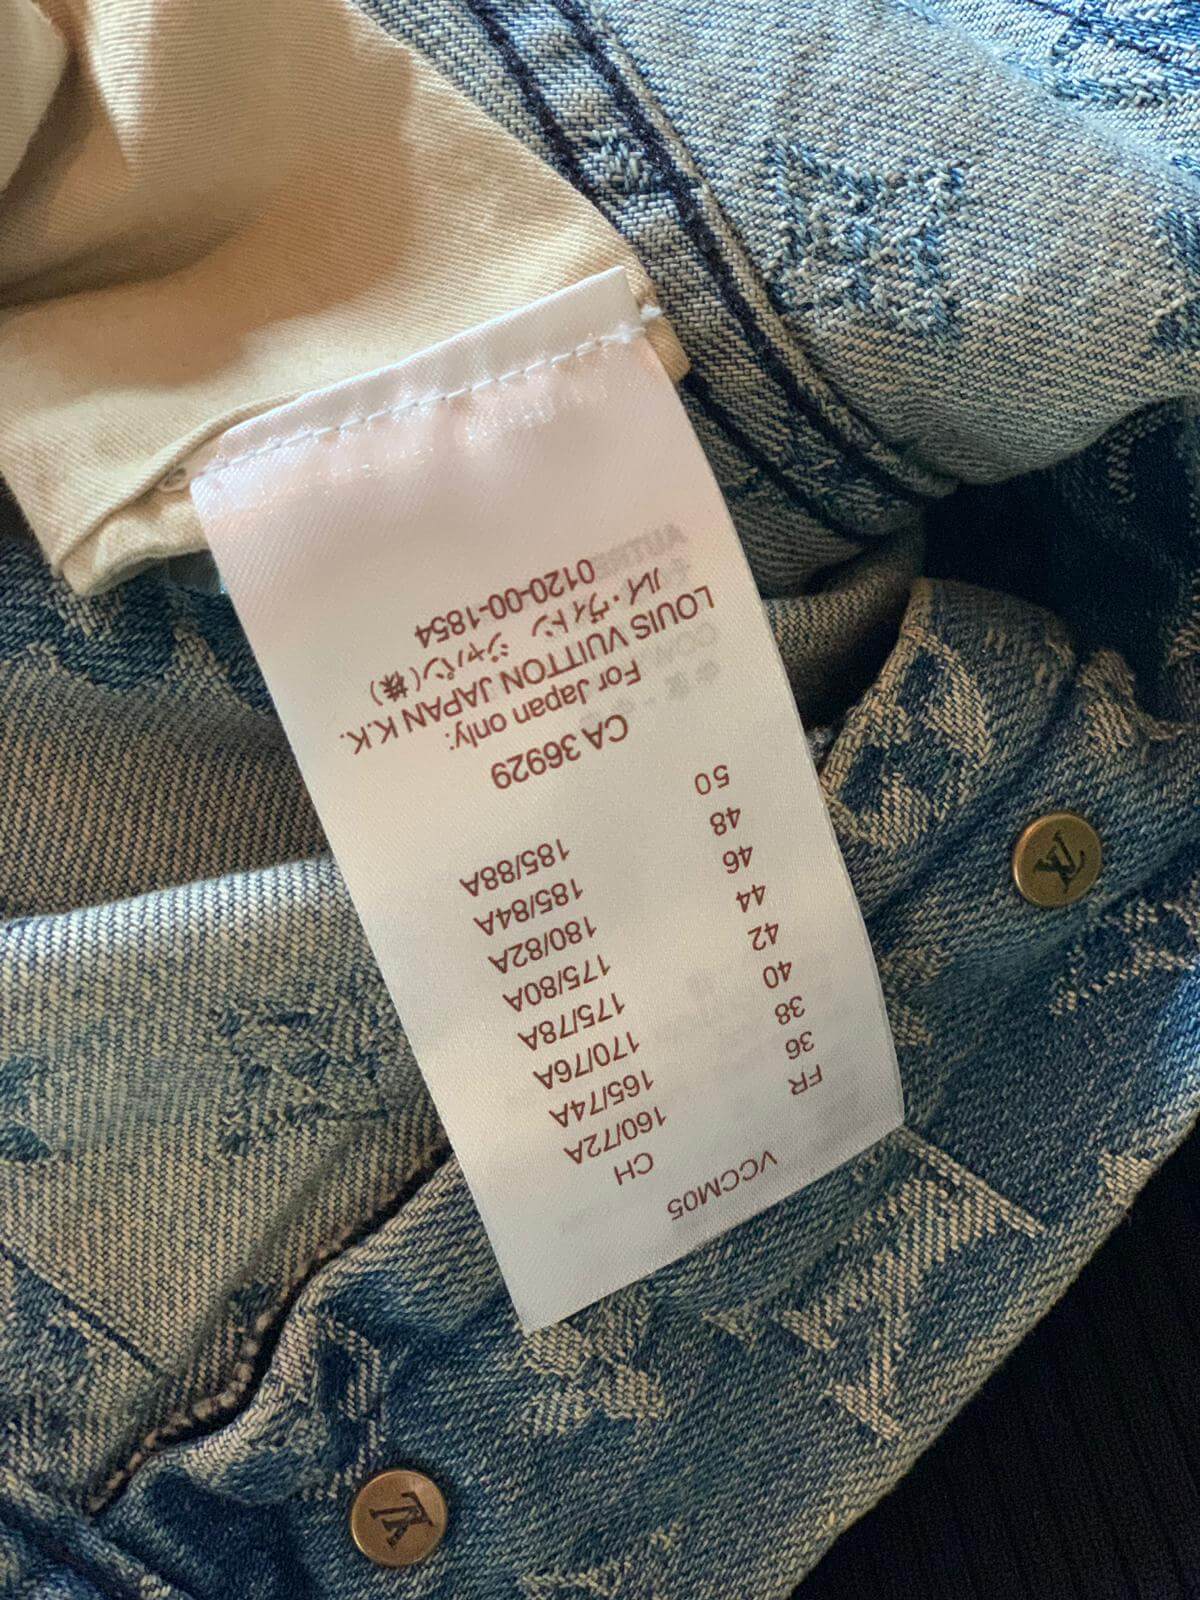 VCCM05
FR CH
36 160/72A
38 165/74A
40 170/76A
42 175/78A
44 175/80A
46 180/82A
48 185/84A
50 185/88A
CA 36929
For Japan only:
LOUIS VUITTON JAPAN K.K.
ルイ・ヴィトン ジャパン(株)
0120-00-1854
LV
LV